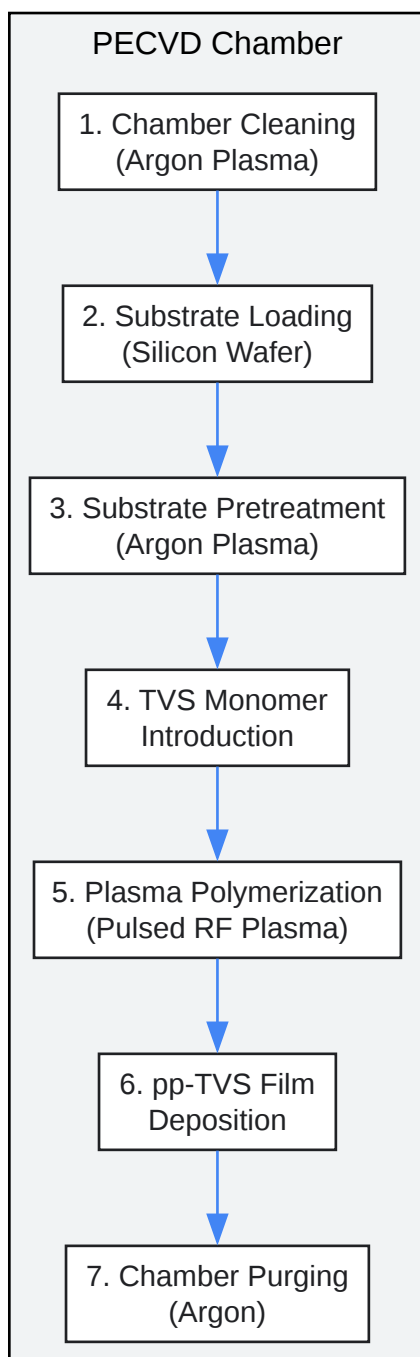 PECVD Chamber
1. Chamber Cleaning
(Argon Plasma)
2. Substrate Loading
(Silicon Wafer)
3. Substrate Pretreatment
(Argon Plasma)
4. TVS Monomer
Introduction
5. Plasma Polymerization
(Pulsed RF Plasma)
6. pp-TVS Film
Deposition
7. Chamber Purging
(Argon)